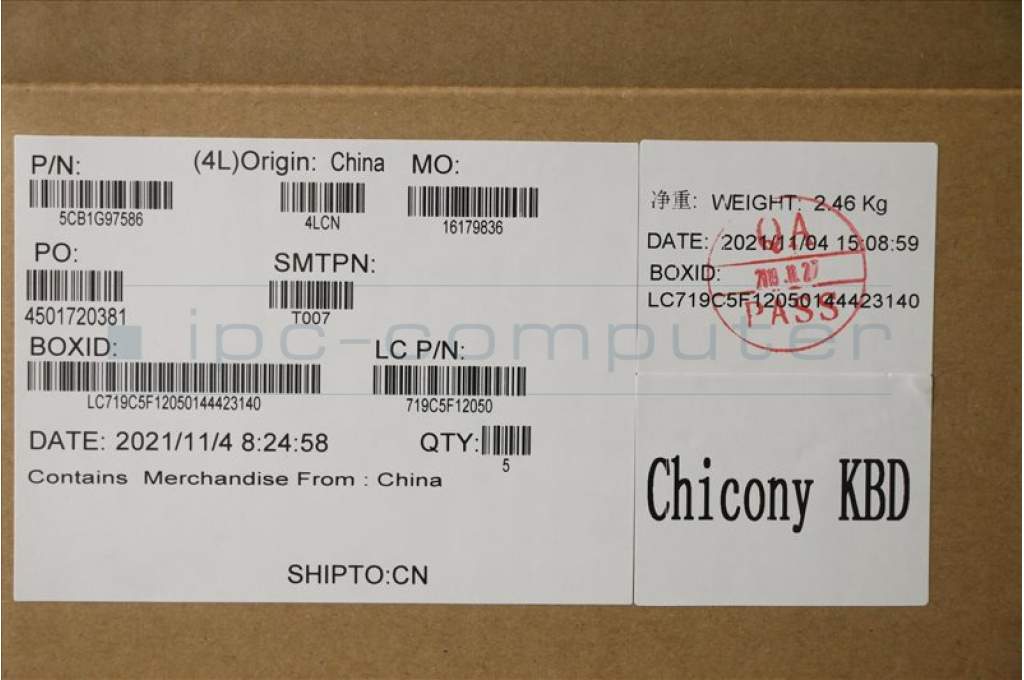 P/N:
5CB1G97586
(4L)Origin: China
4LCN
MO:
16179836
PO:
4501720381
SMTPN:
T007
BOXID:
LC719C5F12050144423140
LC P/N:
719C5F12050
DATE: 2021/11/4 8:24:58
QTY:
5
Contains Merchandise From : China
SHIPTO:CN
净重: WEIGHT: 2.46 Kg
DATE: 2021/11/04 15:08:59
BOXID:
LC719C5F12050144423140
QA
PASS
Chicony KBD
ipc-computer